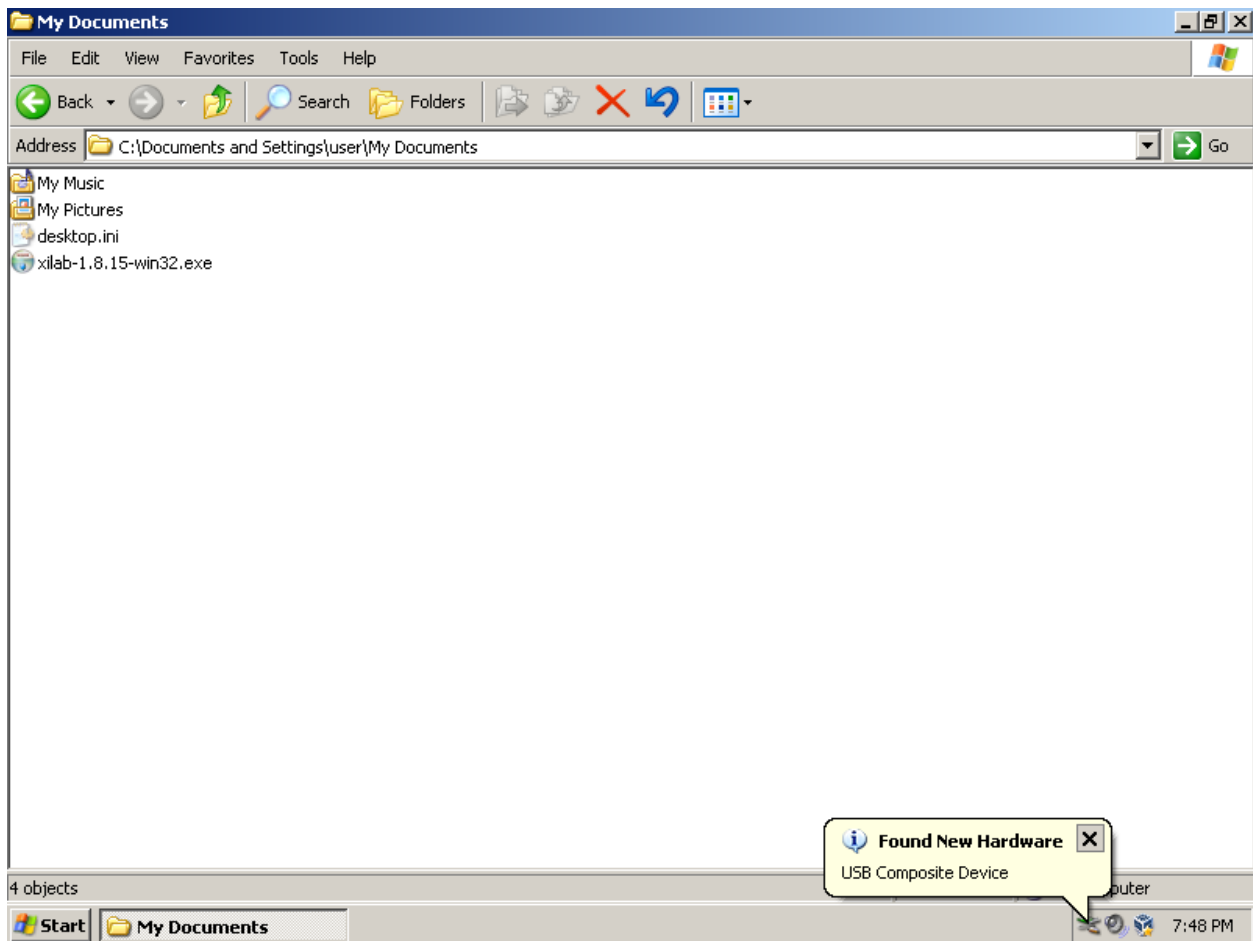 My Documents
File Edit View Favorites Tools Help
Back Search Folders
Address C:\Documents and Settings\user\My Documents Go
My Music
My Pictures
desktop.ini
xilab-1.8.15-win32.exe
Found New Hardware
USB Composite Device
4 objects
Start My Documents 7:48 PM